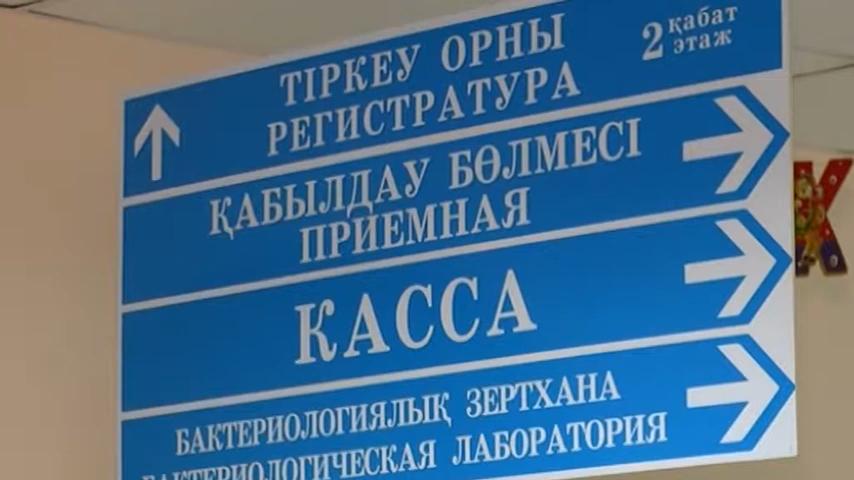 ТІРКЕУ ОРНЫ 2 қабат
РЕГИСТРАТУРА этаж
ҚАБЫЛДАУ БӨЛМЕСІ
ПРИЕМНАЯ
КАССА
БАКТЕРИОЛОГИЯЛЫҚ ЗЕРТХАНА
БАКТЕРИОЛОГИЧЕСКАЯ ЛАБОРАТОРИЯ
К